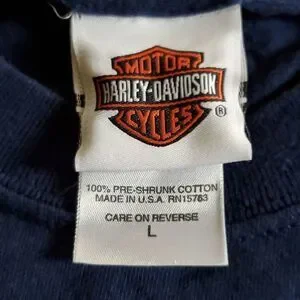 MOTOR
HARLEY-DAVIDSON
CYCLES
®
100% PRE-SHRUNK COTTON
MADE IN U.S.A. RN15763
CARE ON REVERSE
L